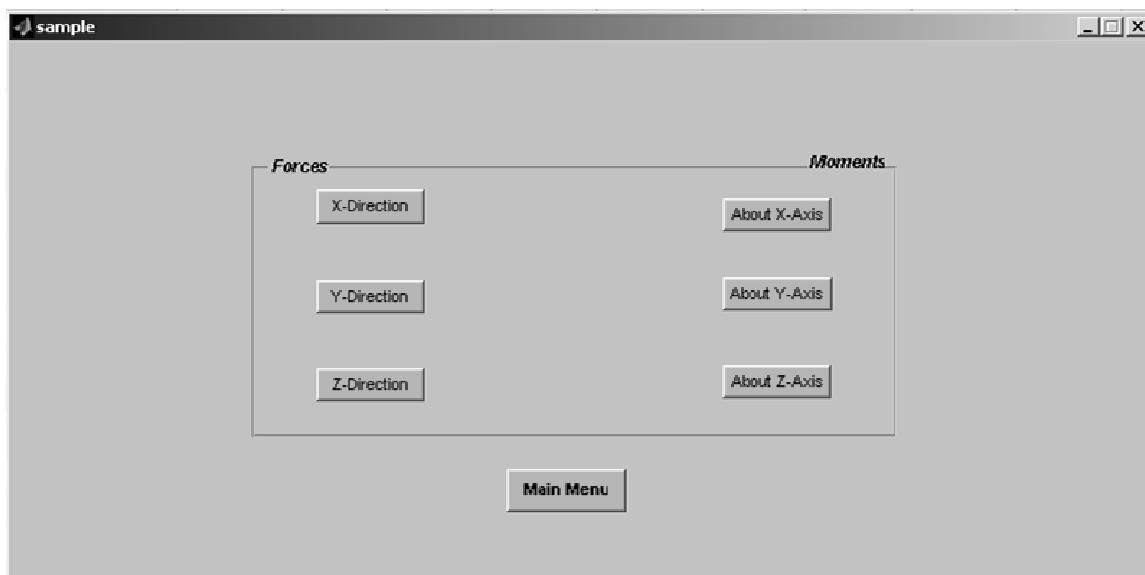 sample
Forces
Moments
X-Direction
About X-Axis
Y-Direction
About Y-Axis
Z-Direction
About Z-Axis
Main Menu